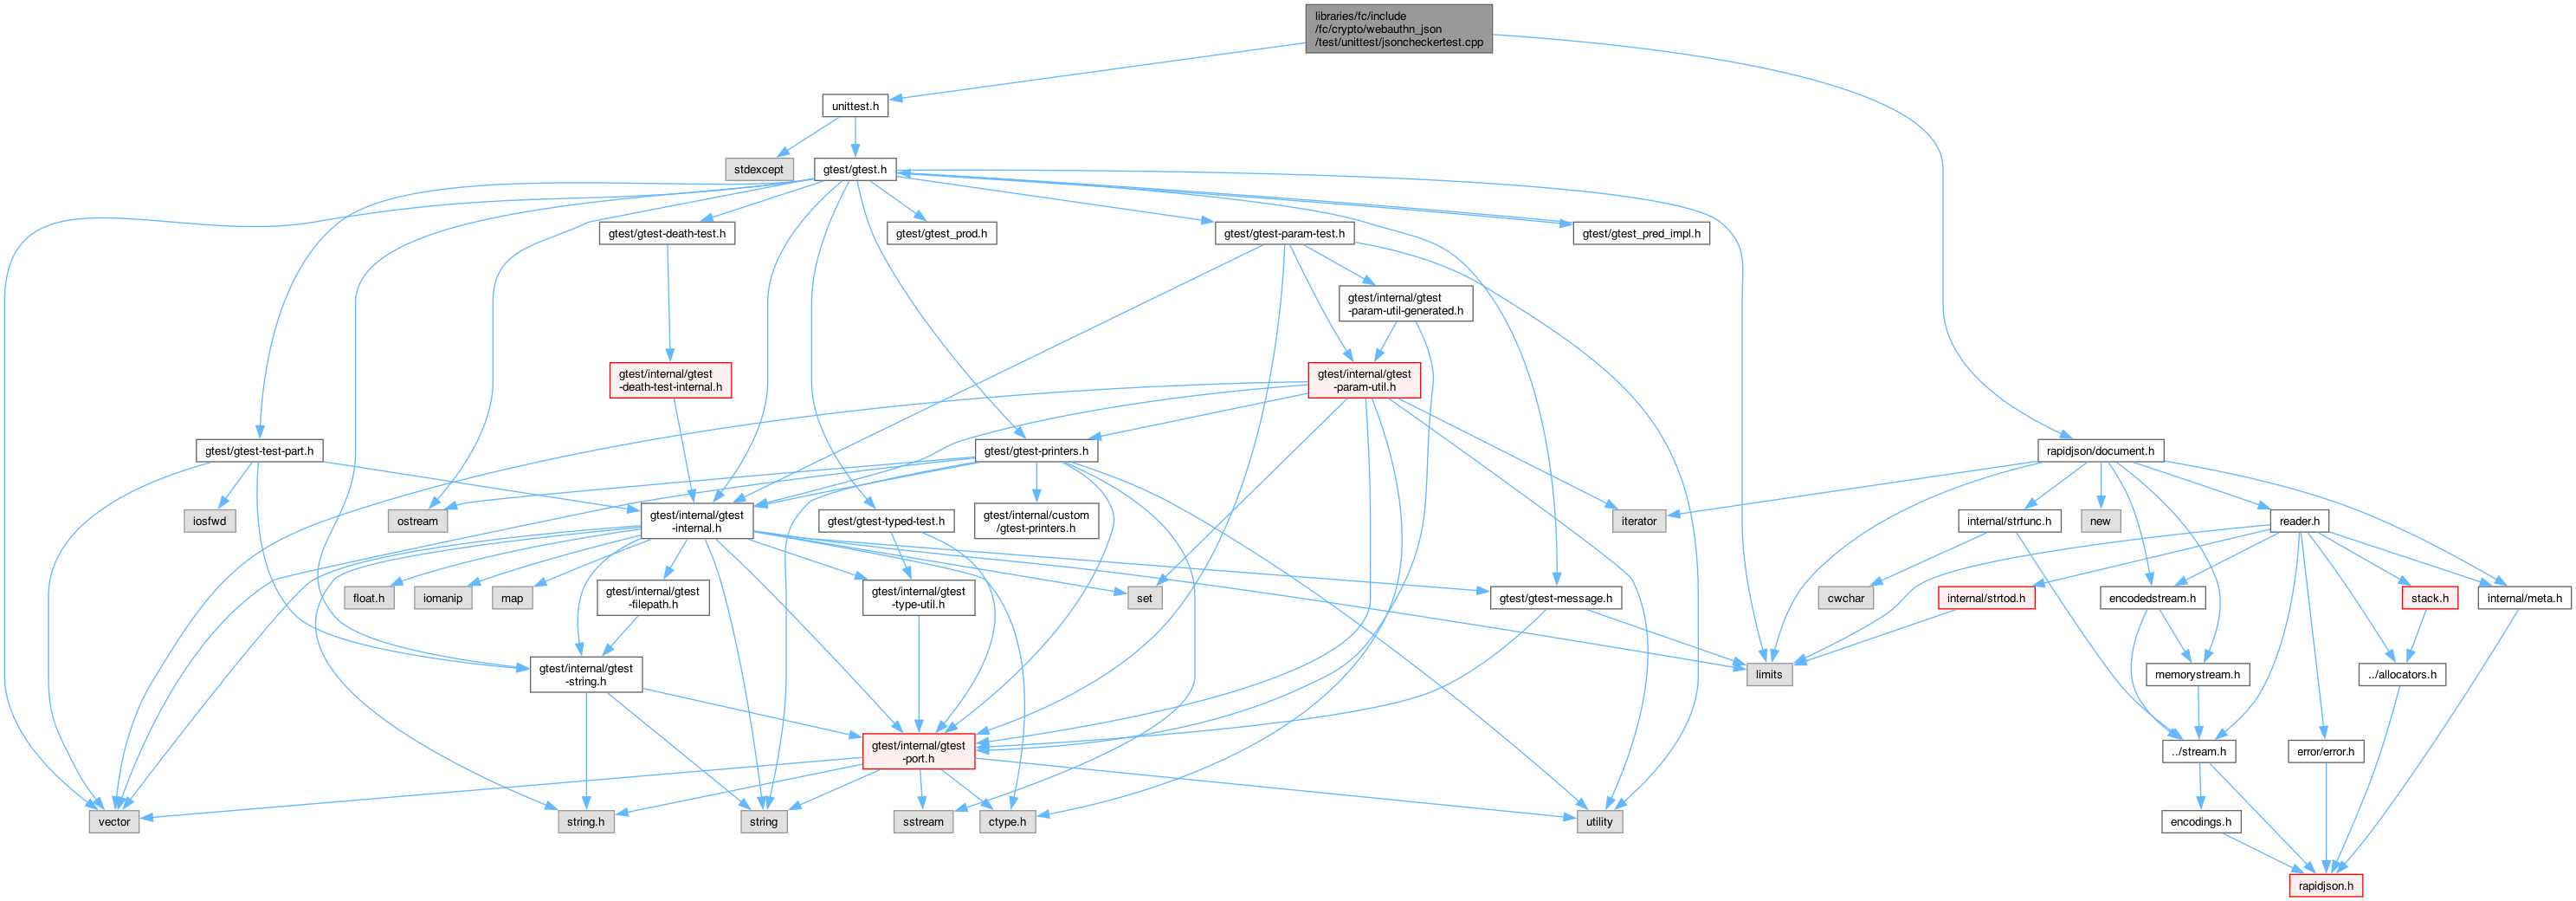 libraries/fc/include
/fc/crypto/webauthn_json
/test/unittest/jsoncheckertest.cpp
unittest.h
stdexcept
gtest/gtest.h
gtest/gtest-death-test.h
gtest/gtest_prod.h
gtest/gtest-param-test.h
gtest/gtest_pred_impl.h
gtest/internal/gtest
-param-util-generated.h
gtest/internal/gtest
-death-test-internal.h
gtest/internal/gtest
-param-util.h
gtest/gtest-test-part.h
gtest/gtest-printers.h
rapidjson/document.h
iosfwd
ostream
gtest/internal/gtest
-internal.h
gtest/gtest-typed-test.h
gtest/internal/custom
/gtest-printers.h
iterator
internal/strfunc.h
new
reader.h
float.h
iomanip
map
gtest/internal/gtest
-filepath.h
gtest/internal/gtest
-type-util.h
set
gtest/gtest-message.h
cwchar
internal/strtod.h
encodedstream.h
stack.h
internal/meta.h
gtest/internal/gtest
-string.h
limits
memorystream.h
../allocators.h
gtest/internal/gtest
-port.h
../stream.h
error/error.h
vector
string.h
string
sstream
ctype.h
utility
encodings.h
rapidjson.h